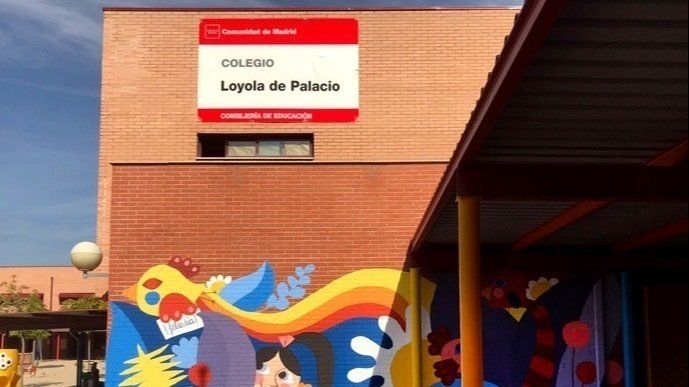 Comunidad de Madrid
COLEGIO
Loyola de Palacio
CONSEJERÍA DE EDUCACIÓN